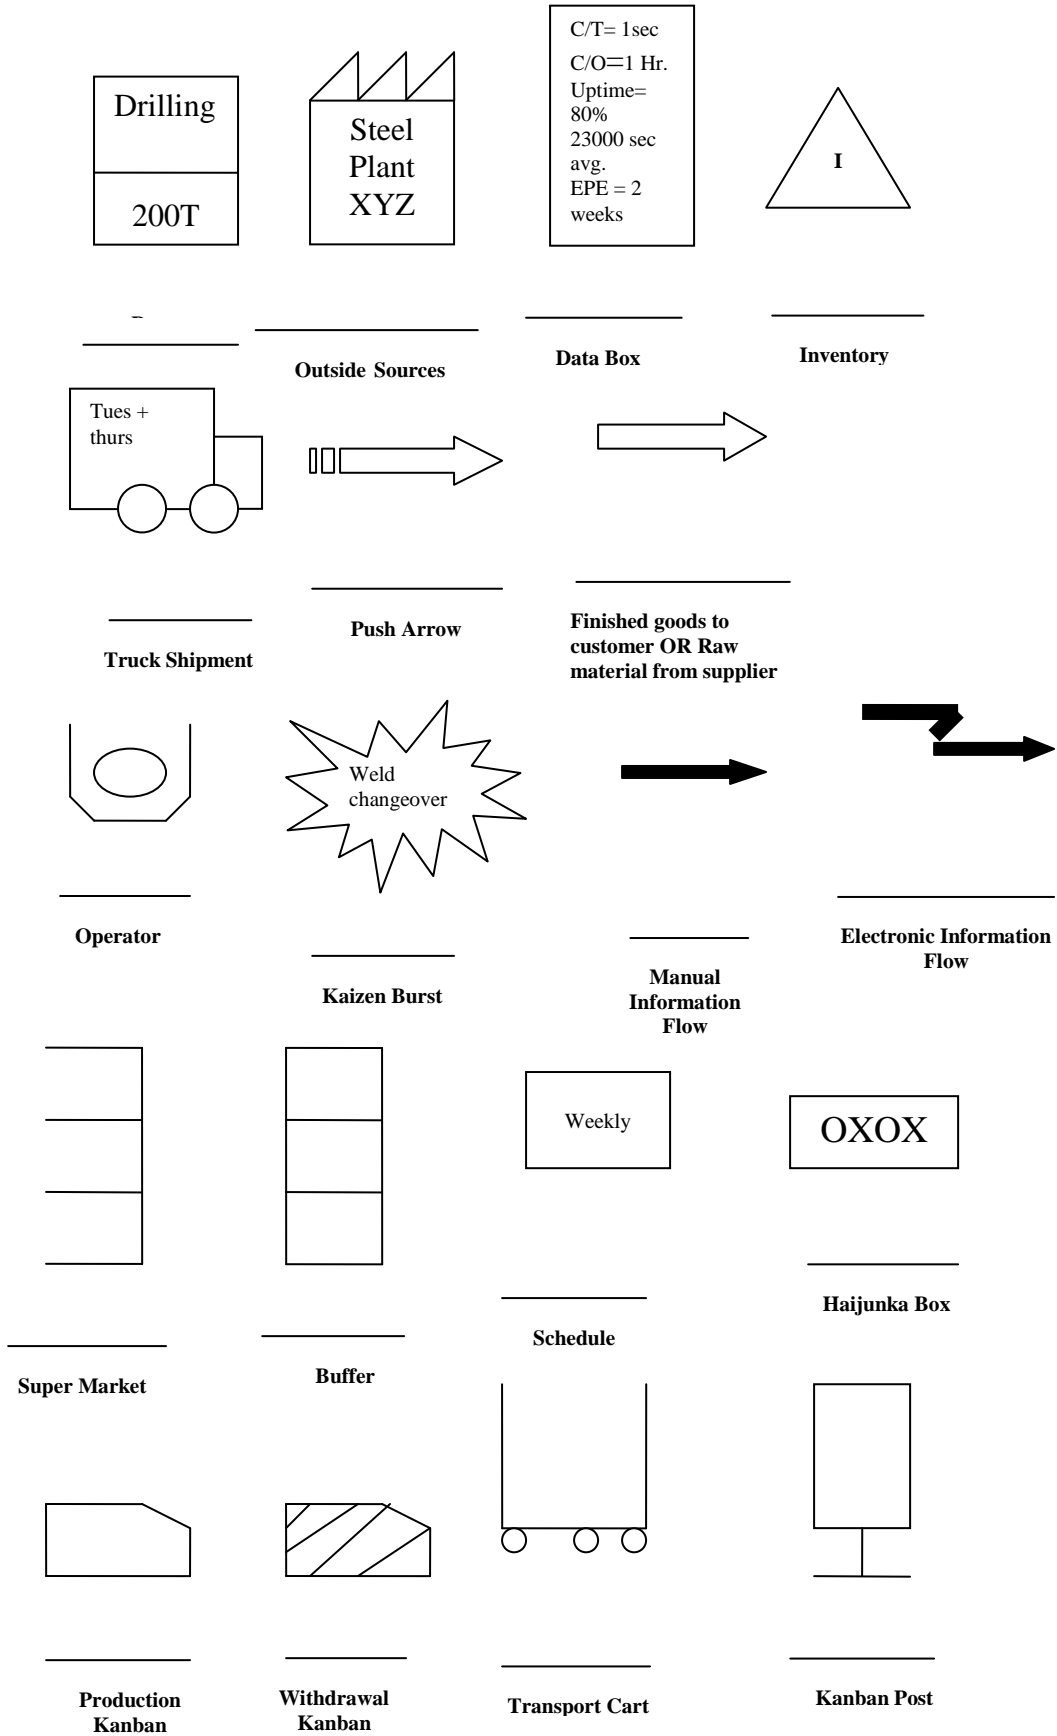 Drilling
200T
Steel
Plant
XYZ
C/T= 1sec
C/O=1 Hr.
Uptime=
80%
23000 sec
avg.
EPE = 2
weeks
I
Outside Sources
Data Box
Inventory
Tues +
thurs
Truck Shipment
Push Arrow
Finished goods to
customer OR Raw
material from supplier
Weld
changeover
Operator
Kaizen Burst
Manual
Information
Flow
Electronic Information
Flow
Weekly
OXOX
Super Market
Buffer
Schedule
Haijunka Box
Production
Kanban
Withdrawal
Kanban
Transport Cart
Kanban Post